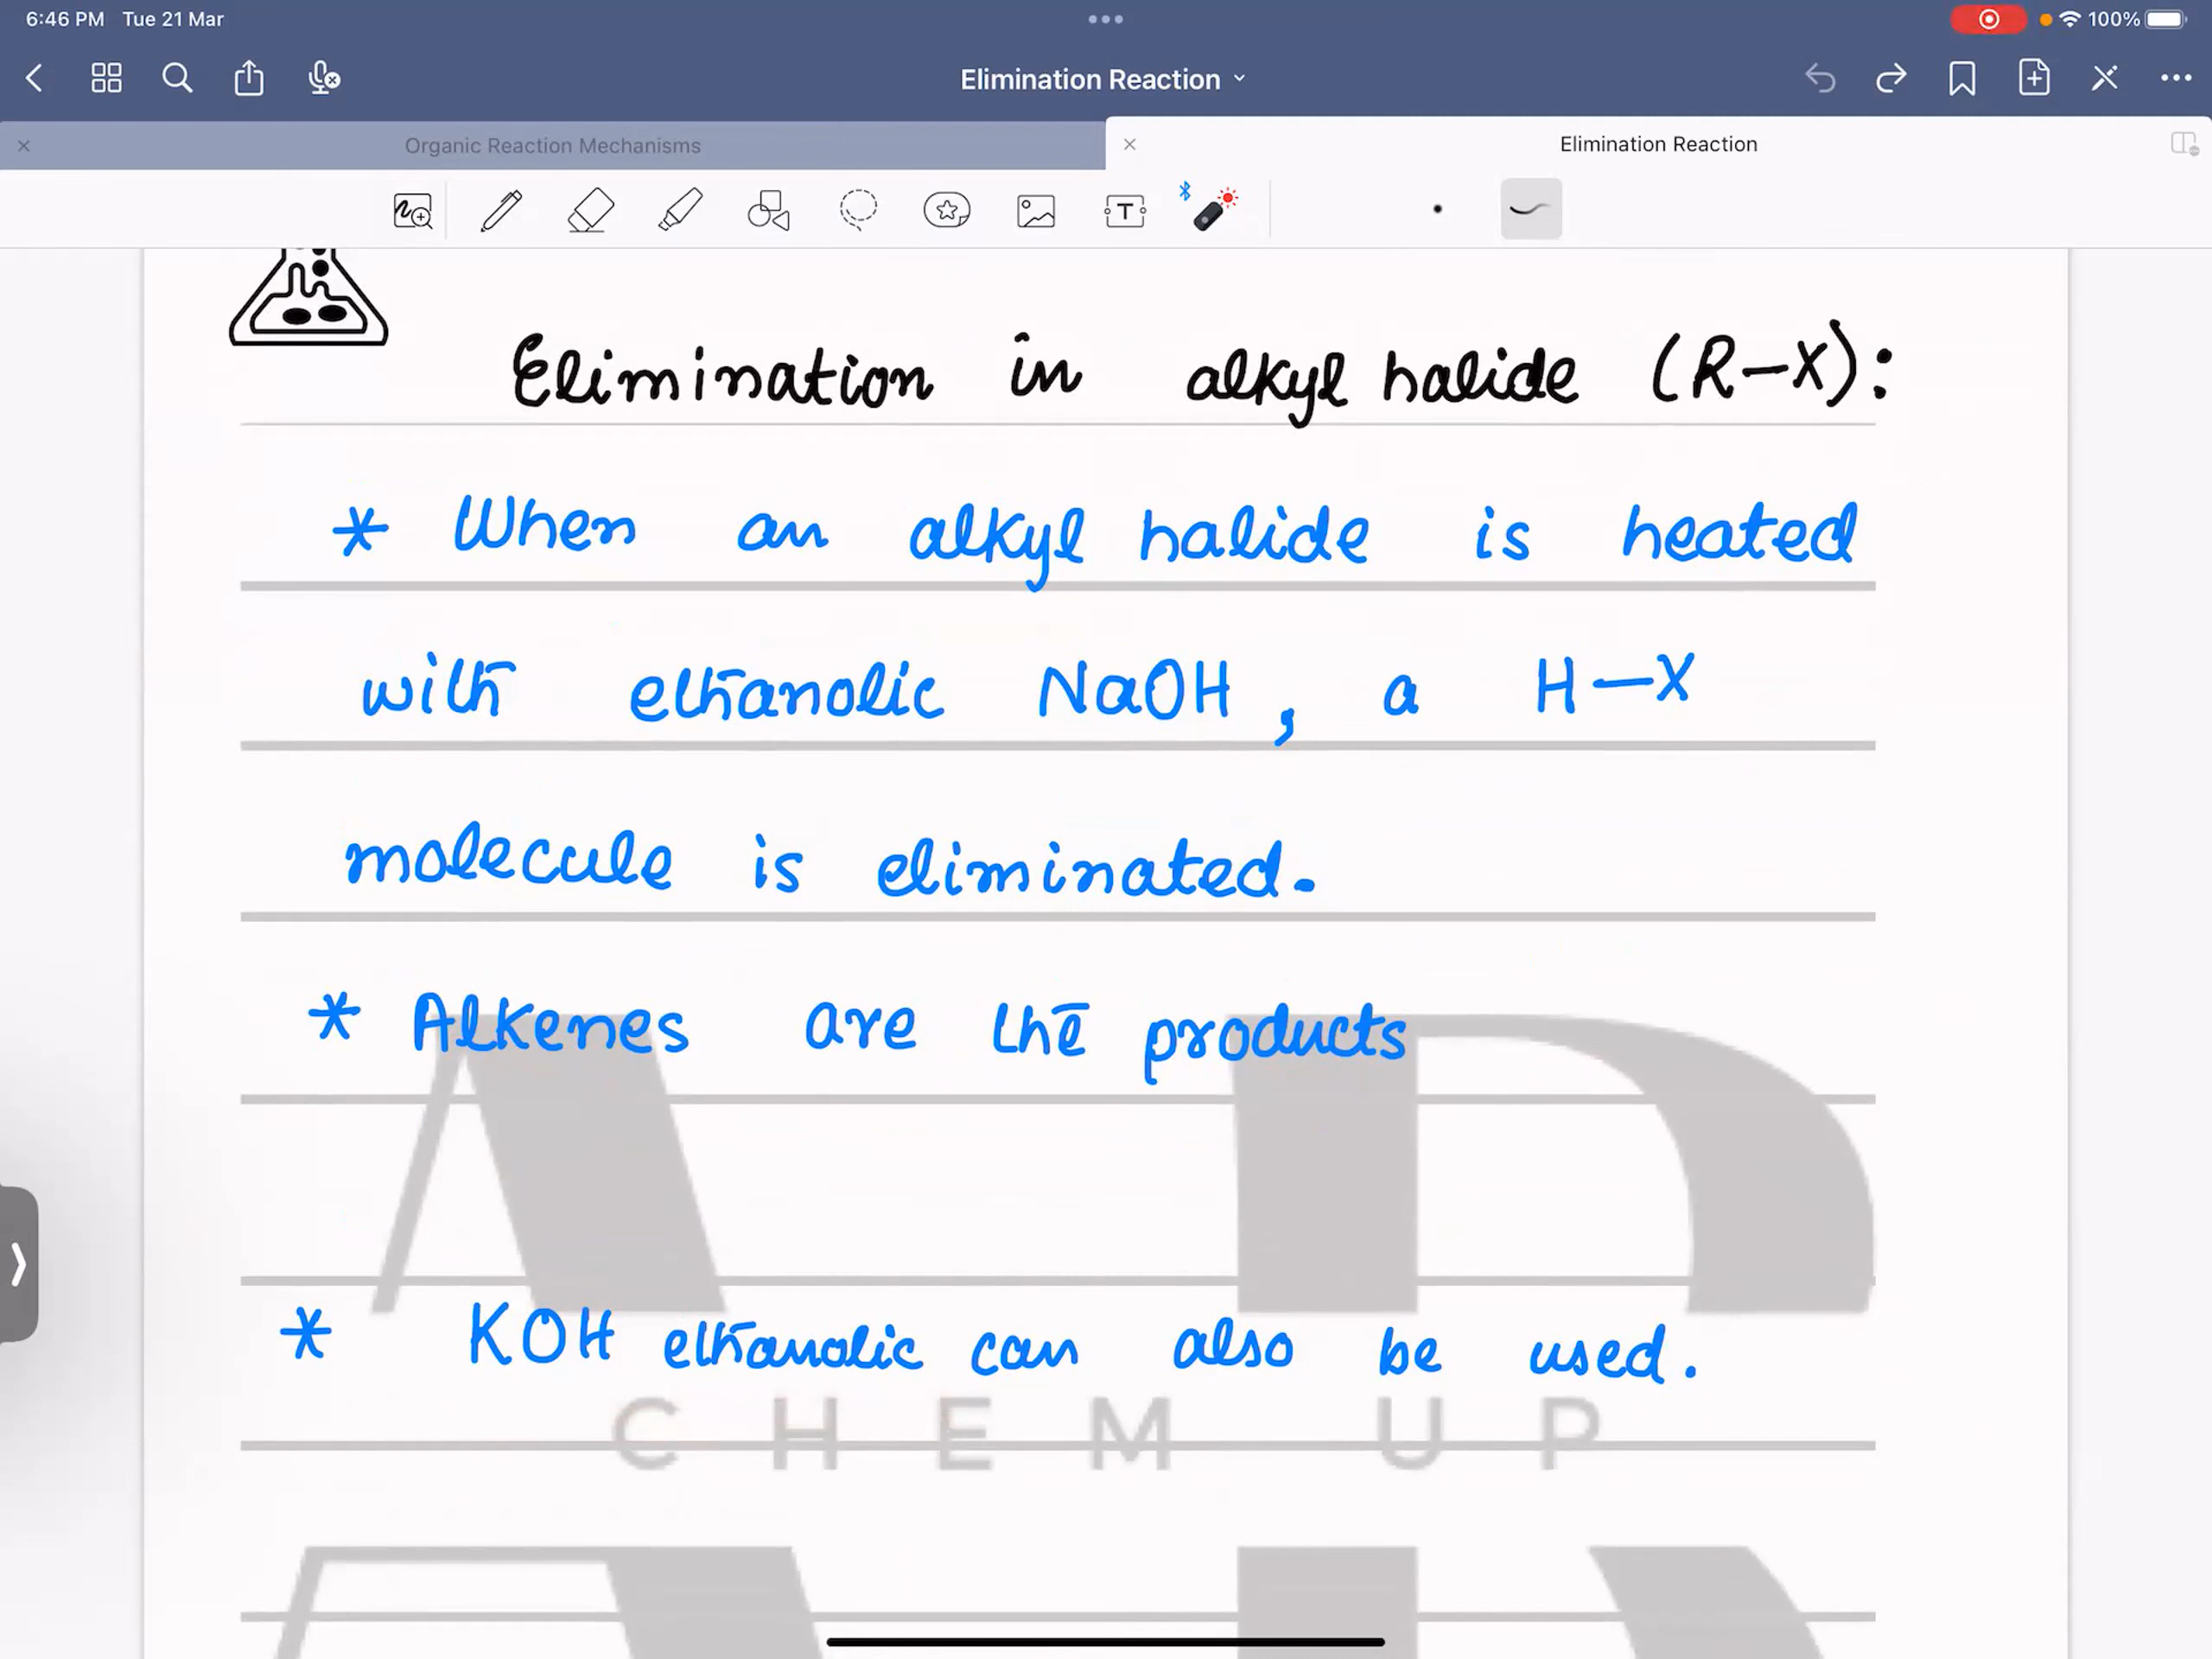 6:46 PM Tue 21 Mar
100%
Elimination Reaction
Organic Reaction Mechanisms
Elimination Reaction
T
Elimination in alkyl halide (R-X):
* When an alkyl halide is heated
with ethanolic NaOH, a H-X
molecule is eliminated.
* Alkenes are the products
* KOH ethanolic can also be used.
CHEM UP